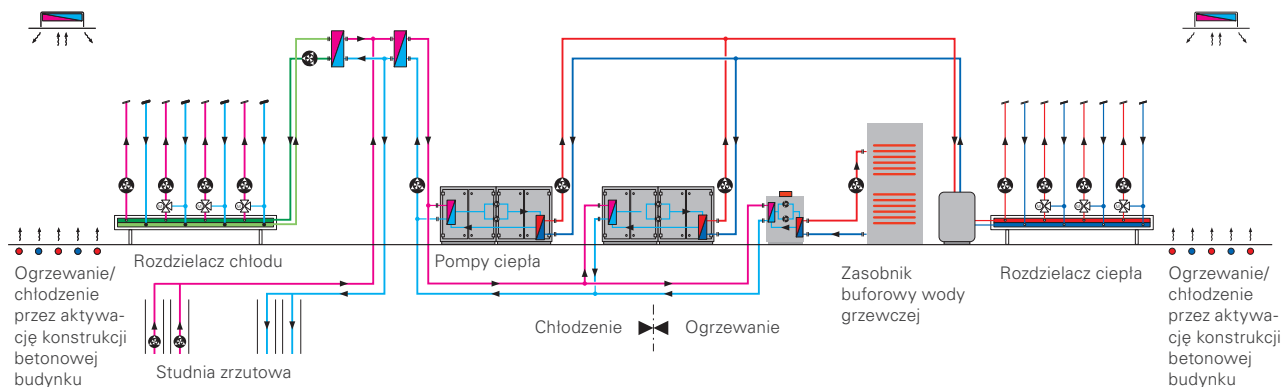 Rozdzielacz chłodu
Pompy ciepła
Zasobnik
buforowy wody
grzewczej
Rozdzielacz ciepła
Ogrzewanie/
chłodzenie
przez aktywa-
cję konstrukcji
betonowej
budynku
Studnia zrzutowa
Chłodzenie
Ogrzewanie
Ogrzewanie/
chłodzenie
przez aktywa-
cję konstrukcji
betonowej
budynku